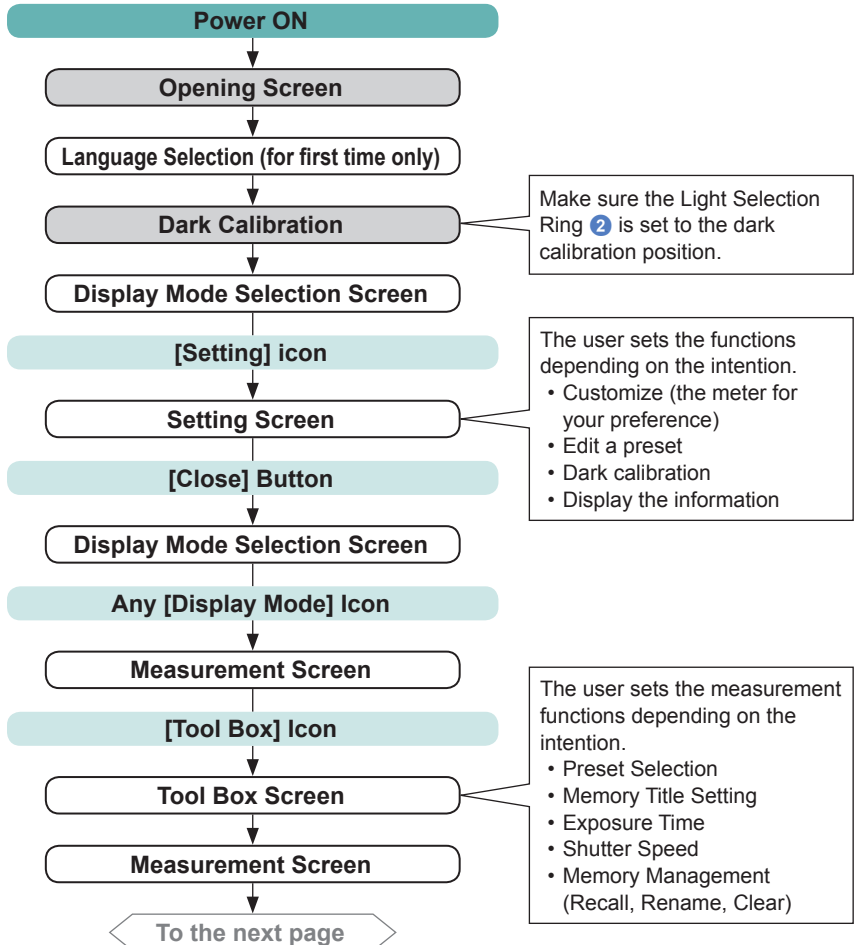 Power ON
Opening Screen
Language Selection (for first time only)
Dark Calibration
Make sure the Light Selection
Ring 2 is set to the dark
calibration position.
Display Mode Selection Screen
[Setting] icon
Setting Screen
The user sets the functions
depending on the intention.
• Customize (the meter for
your preference)
• Edit a preset
• Dark calibration
• Display the information
[Close] Button
Display Mode Selection Screen
Any [Display Mode] Icon
Measurement Screen
[Tool Box] Icon
Tool Box Screen
The user sets the measurement
functions depending on the
intention.
• Preset Selection
• Memory Title Setting
• Exposure Time
• Shutter Speed
• Memory Management
(Recall, Rename, Clear)
Measurement Screen
To the next page